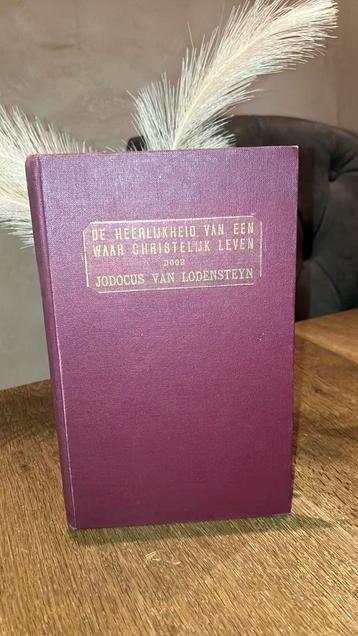 DE HEERLIJKHEID VAN EEN
WAAR CHRISTELIJK LEVEN
DOOR
JODOCUS VAN LODENSTEYN